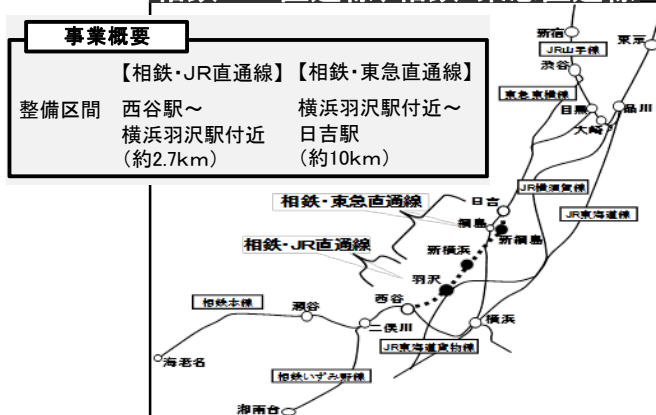 事業概要
【相鉄・JR直通線】【相鉄・東急直通線】
整備区間 西谷駅～ 横浜羽沢駅付近～
横浜羽沢駅付近 日吉駅
（約2.7km） （約10km）
新宿
東京
JR山手線
渋谷
東急東横線
目黒
品川
大崎
JR横須賀線
日吉
相鉄・東急直通線
JR東海道線
綱島
新綱島
相鉄・JR直通線
新横浜
羽沢
西谷
相鉄本線
瀬谷
二俣川
横浜
JR東海道貨物線
海老名
相鉄いずみ野線
湘南台